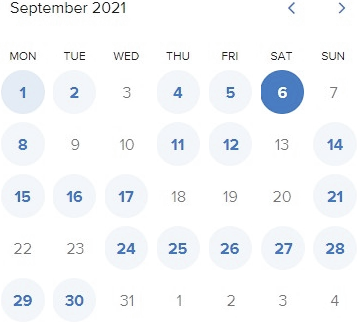 September 2021 < >
MON TUE WED THU FRI SAT SUN
1 2 3 4 5 6 7
8 9 10 11 12 13 14
15 16 17 18 19 20 21
22 23 24 25 26 27 28
29 30 31 1 2 3 4